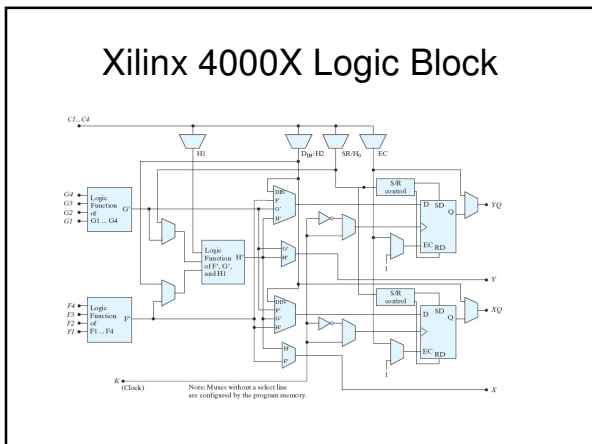 Xilinx 4000X Logic Block
C1...C4
H1
DIN/H2
SR/H0
EC
G4
G3
G2
G1
Logic
Function
of
G1 ... G4
G'
DIN
F'
G'
H'
S/R
control
D
SD
Q
EC
RD
1
YQ
Logic
Function
of F', G',
and H1
H'
G'
H'
Y
F4
F3
F2
F1
Logic
Function
of
F1 ... F4
F'
DIN
F'
G'
H'
S/R
control
D
SD
Q
EC
RD
1
XQ
H'
F'
X
K
(Clock)
Note: Muxes without a select line
are configured by the program memory.